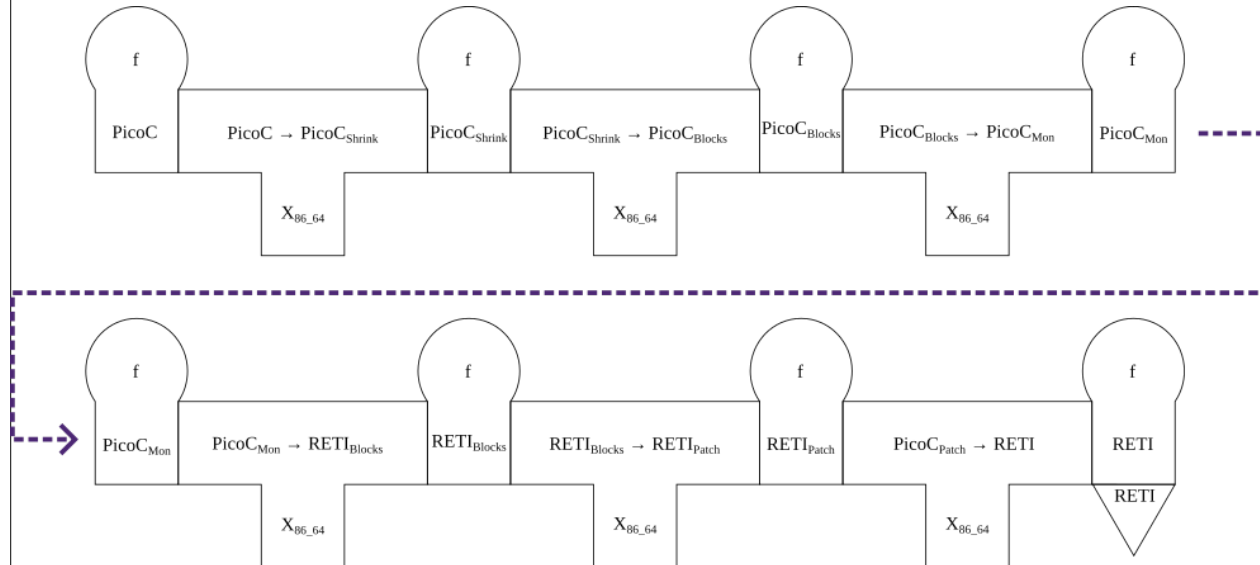 f f f f
PicoC PicoC → PicoC_Shrink PicoC_Shrink PicoC_Shrink → PicoC_Blocks PicoC_Blocks PicoC_Blocks → PicoC_Mon PicoC_Mon
X_86_64 X_86_64 X_86_64
f f f f
PicoC_Mon PicoC_Mon → RETI_Blocks RETI_Blocks RETI_Blocks → RETI_Patch RETI_Patch PicoC_Patch → RETI RETI
RETI
X_86_64 X_86_64 X_86_64